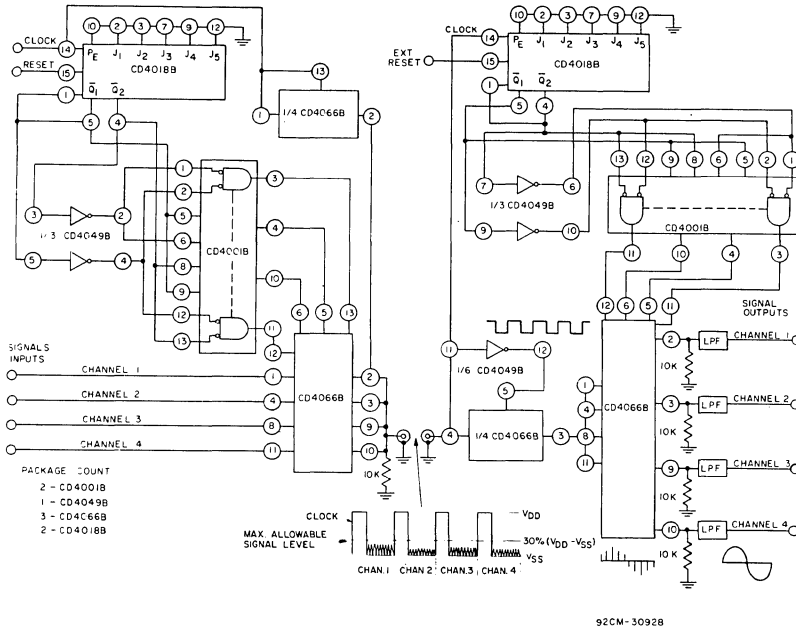 CLOCK
RESET
14
15
1
10 2 3 7 9 12
PE J1 J2 J3 J4 J5
CD4018B
Q̅1 Q̅2
5 4
13
1
1/4 CD4066B
2
3
2
1/3 CD4049B
5
4
1
2
5
6
8
9
12
13
CD4001B
3
4
10
11
6 5 13
12
CD4066B
SIGNALS
INPUTS
CHANNEL 1
1
CHANNEL 2
4
CHANNEL 3
8
CHANNEL 4
11
2
3
9
10
10K
PACKAGE COUNT
2 - CD4001B
1 - CD4049B
3 - CD4C66B
2 - CD4018B
CLOCK
MAX. ALLOWABLE
SIGNAL LEVEL
VDD
30% (VDD - VSS)
VSS
CHAN. 1 CHAN 2 CHAN. 3 CHAN. 4
CLOCK
EXT
RESET
14
15
1
10 2 3 7 9 12
PE J1 J2 J3 J4 J5
CD4018B
Q̅1 Q̅2
5 4
7
6
1/3 CD4049B
9
10
13 12 9 8 6 5 2 1
CD4001B
11 10 4 3
12 6 5 11
11
12
1/6 CD4049B
5
4
1/4 CD4066B
3
1
4
8
11
CD4066B
SIGNAL
OUTPUTS
2
LPF
CHANNEL 1
10K
3
LPF
CHANNEL 2
10K
9
LPF
CHANNEL 3
10K
10
LPF
CHANNEL 4
10 K
92CM-30928